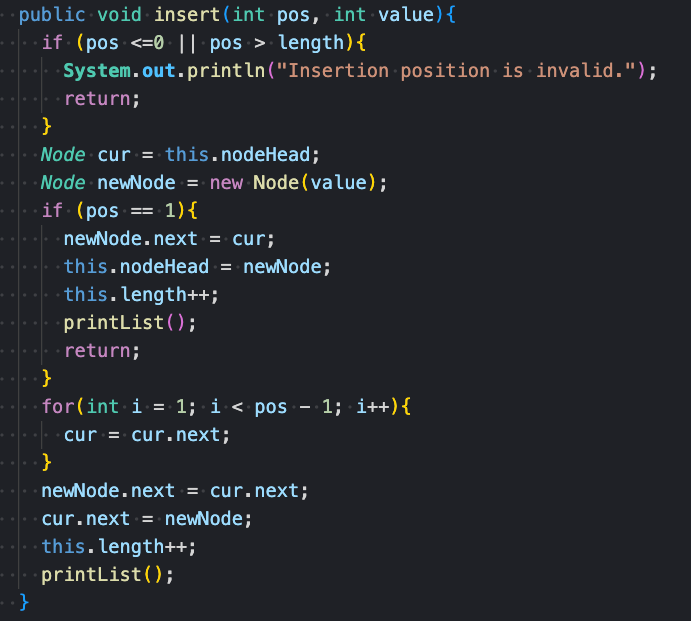 public void insert(int pos, int value){
if (pos <=0 || pos > length){
System.out.println("Insertion position is invalid.");
return;
}
Node cur = this.nodeHead;
Node newNode = new Node(value);
if (pos == 1){
newNode.next = cur;
this.nodeHead = newNode;
this.length++;
printList();
return;
}
for(int i = 1; i < pos - 1; i++){
cur = cur.next;
}
newNode.next = cur.next;
cur.next = newNode;
this.length++;
printList();
}